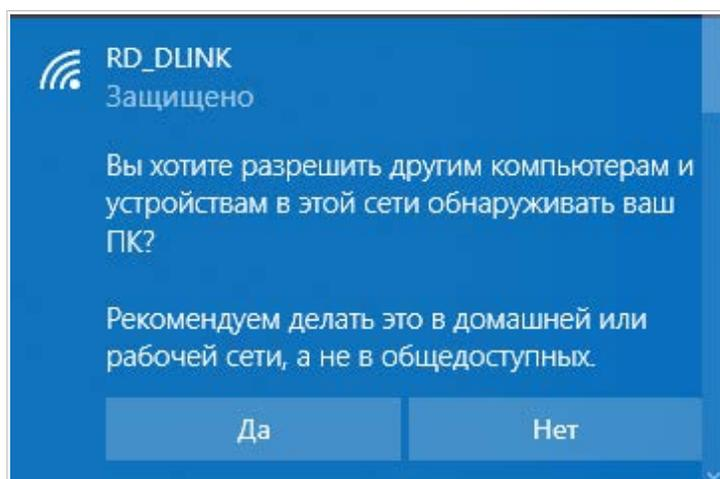 RD_DLINK
Защищено
Вы хотите разрешить другим компьютерам и
устройствам в этой сети обнаруживать ваш
ПК?
Рекомендуем делать это в домашней или
рабочей сети, а не в общедоступных.
Да
Нет